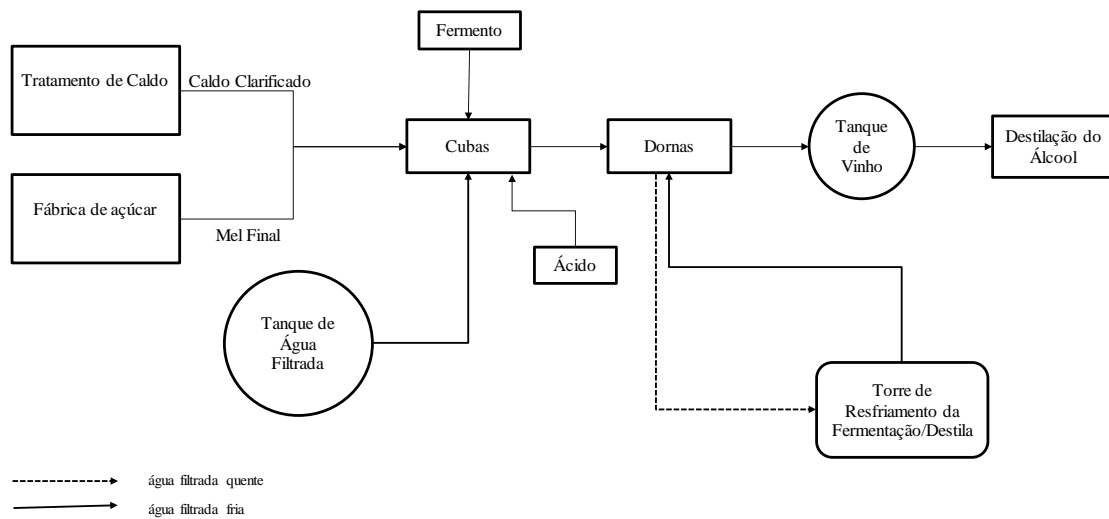 Fermento
Tratamento de Caldo
Caldo Clarificado
Cubas
Dornas
Tanque
de
Vinho
Destilação do
Álcool
Fábrica de açúcar
Mel Final
Ácido
Tanque de
Água
Filtrada
Torre de
Resfriamento da
Fermentação/Destila
água filtrada quente
água filtrada fria